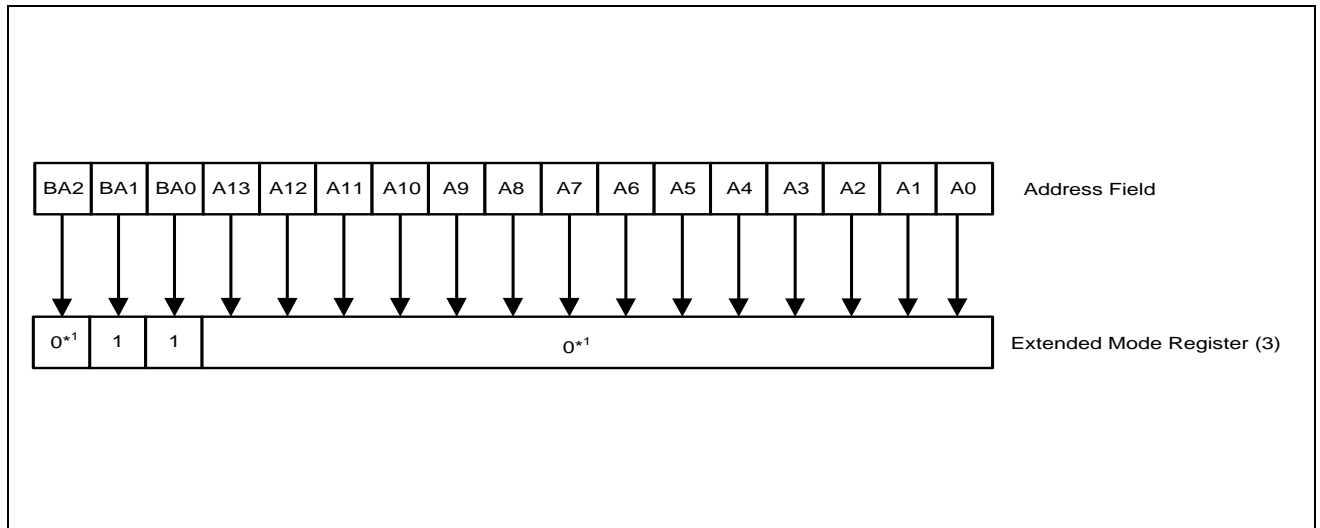 BA2 BA1 BA0 A13 A12 A11 A10 A9 A8 A7 A6 A5 A4 A3 A2 A1 A0 Address Field
0*1 1 1 0*1 Extended Mode Register (3)